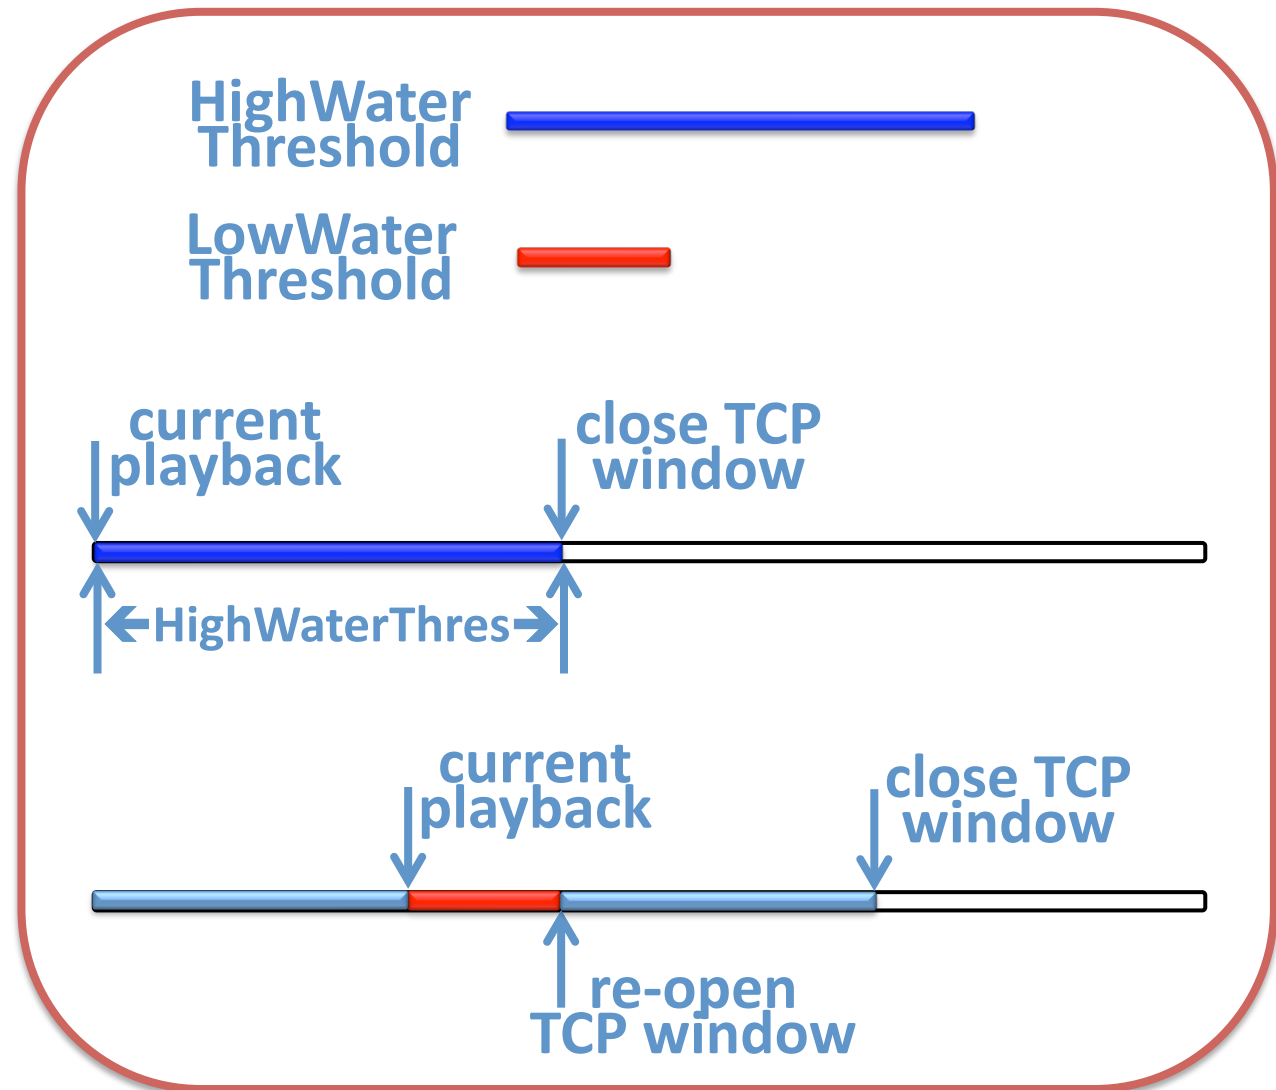 HighWater
Threshold
LowWater
Threshold
current
playback
close TCP
window
HighWaterThres
current
playback
close TCP
window
re-open
TCP window